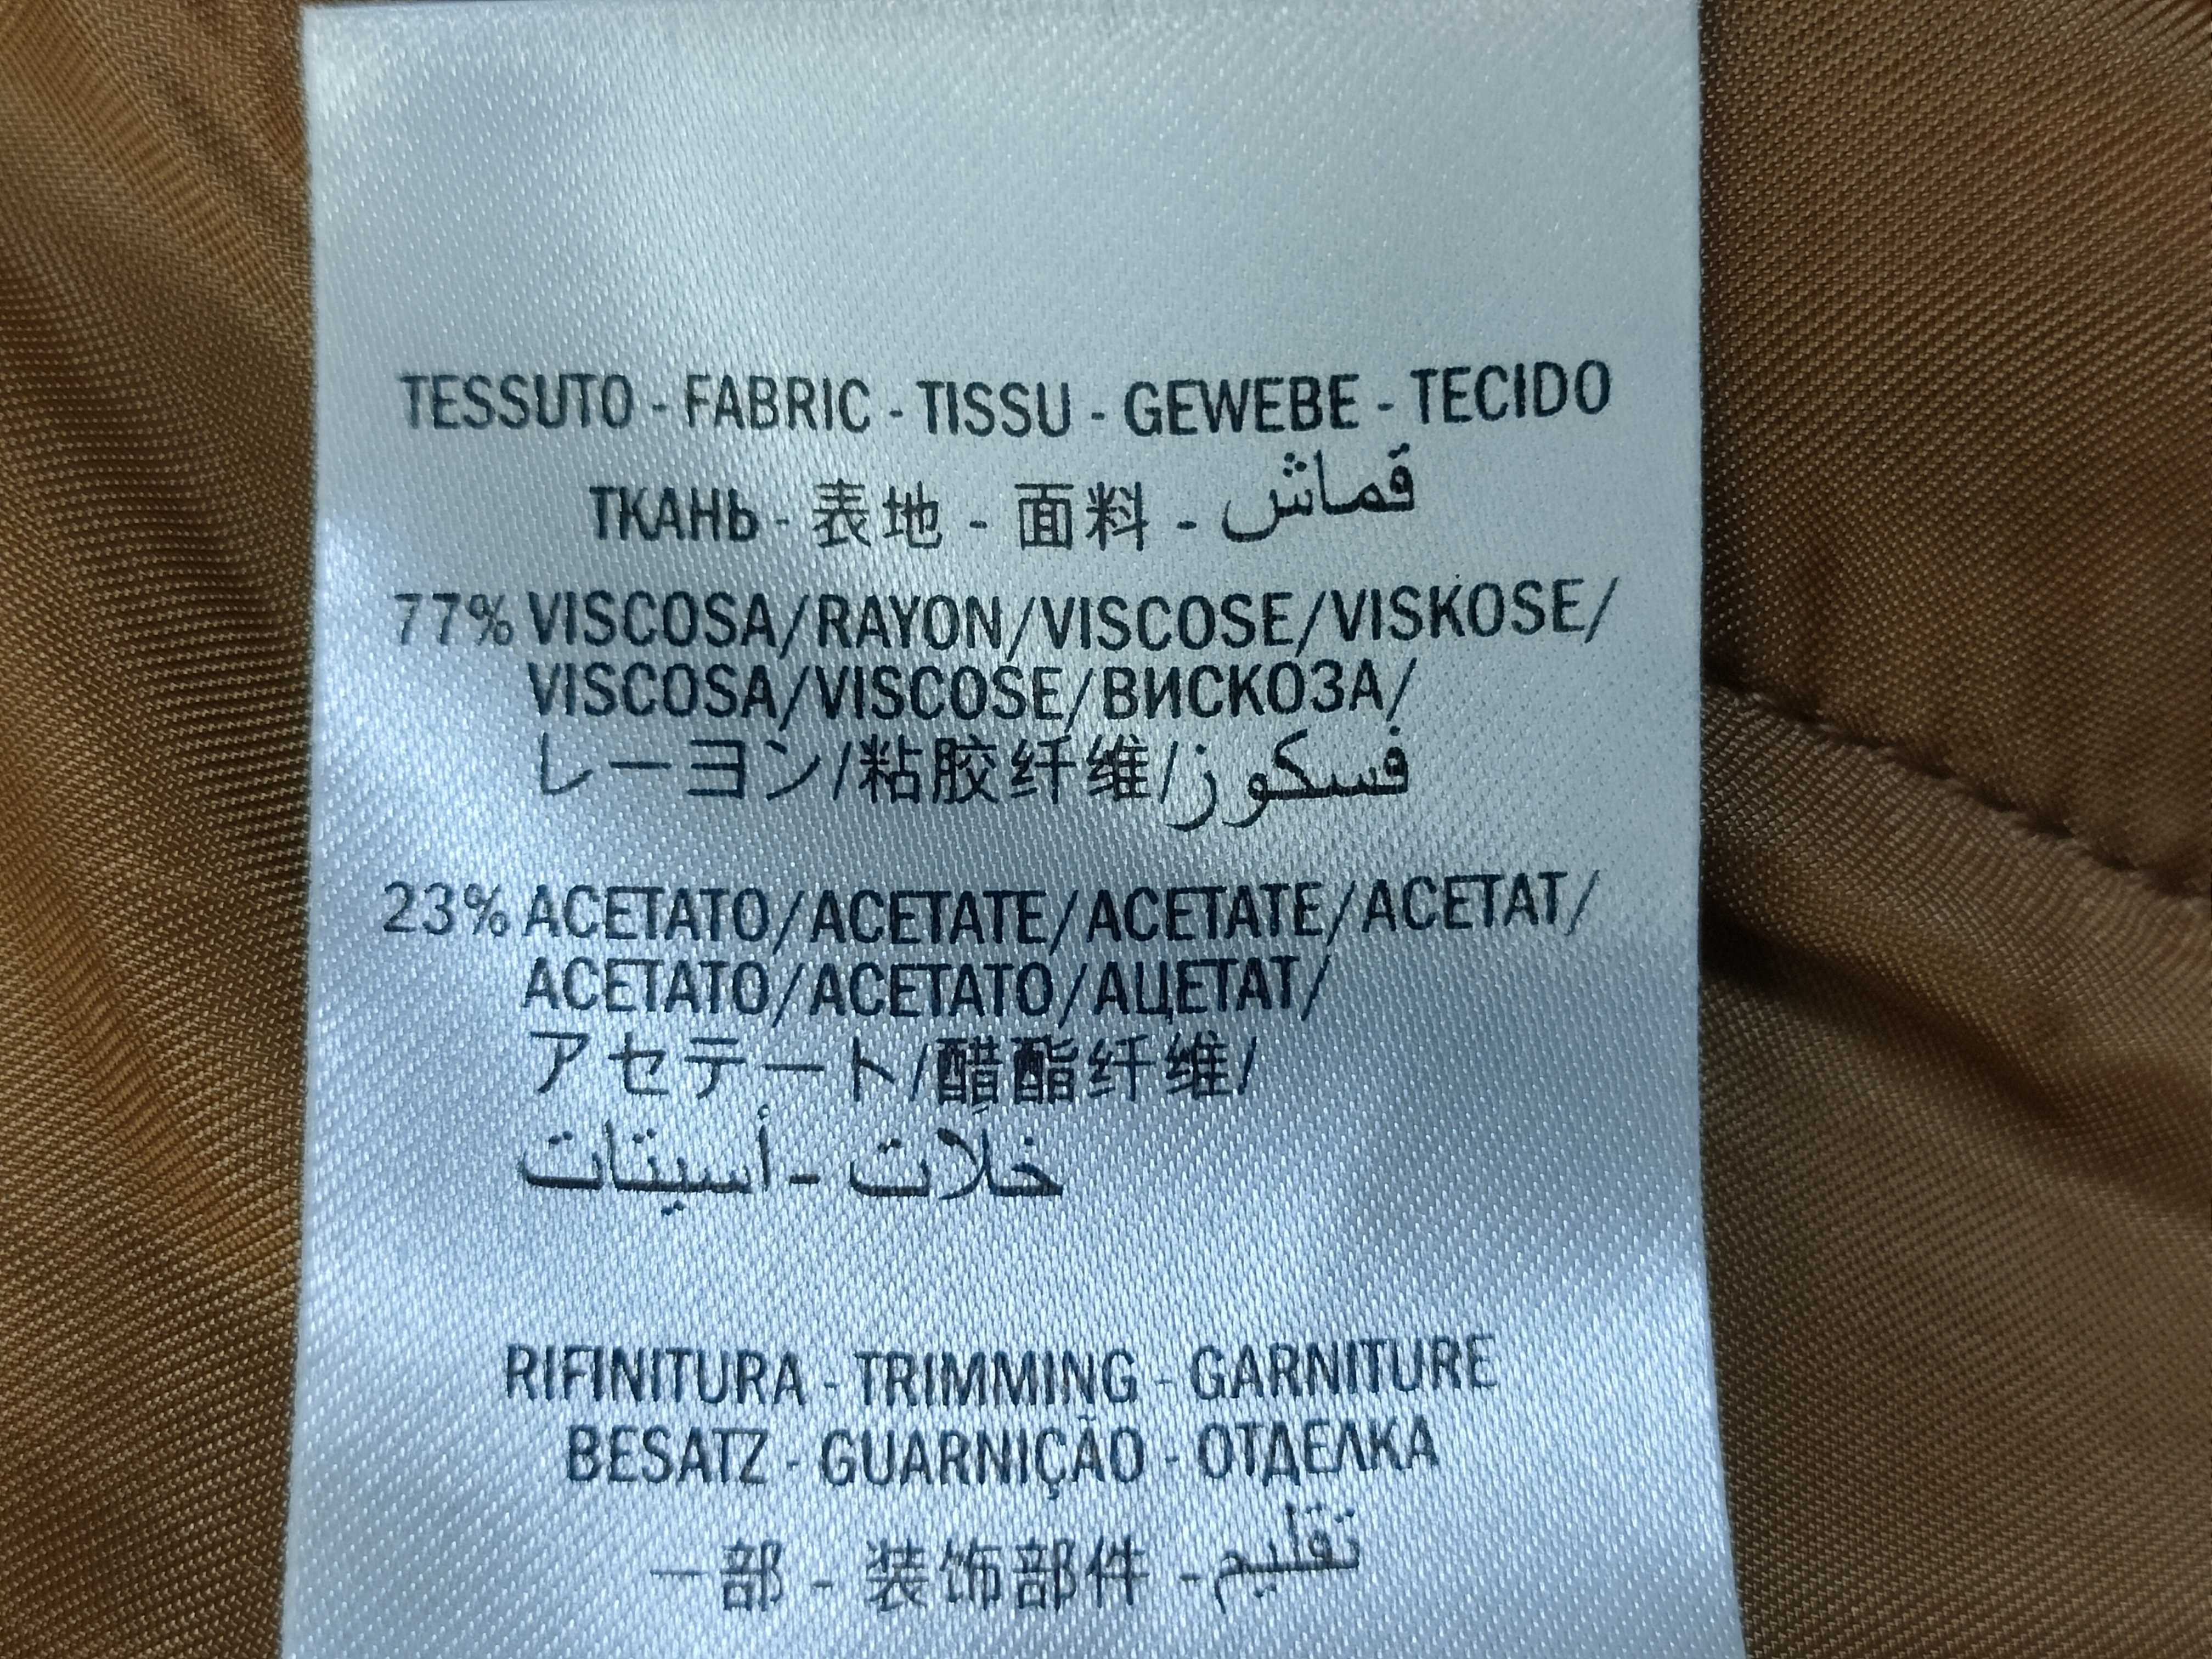 TESSUTO - FABRIC - TISSU - GEWEBE - TECIDO
ТКАНЬ - 表地 - 面料 - قماش
77% VISCOSA/RAYON/VISCOSE/VISKOSE/
VISCOSA/VISCOSE/ВИСКОЗА/
レーヨン/粘胶纤维/فسكوز
23% ACETATO/ACETATE/ACETATE/ACETAT/
ACETATO/ACETATO/АЦЕТАТ/
アセテート/醋酯纤维/
خلات - أسيتات
RIFINITURA - TRIMMING - GARNITURE
BESATZ - GUARNIÇÃO - ОТДЕЛКА
一部 - 装饰部件 - تقليم